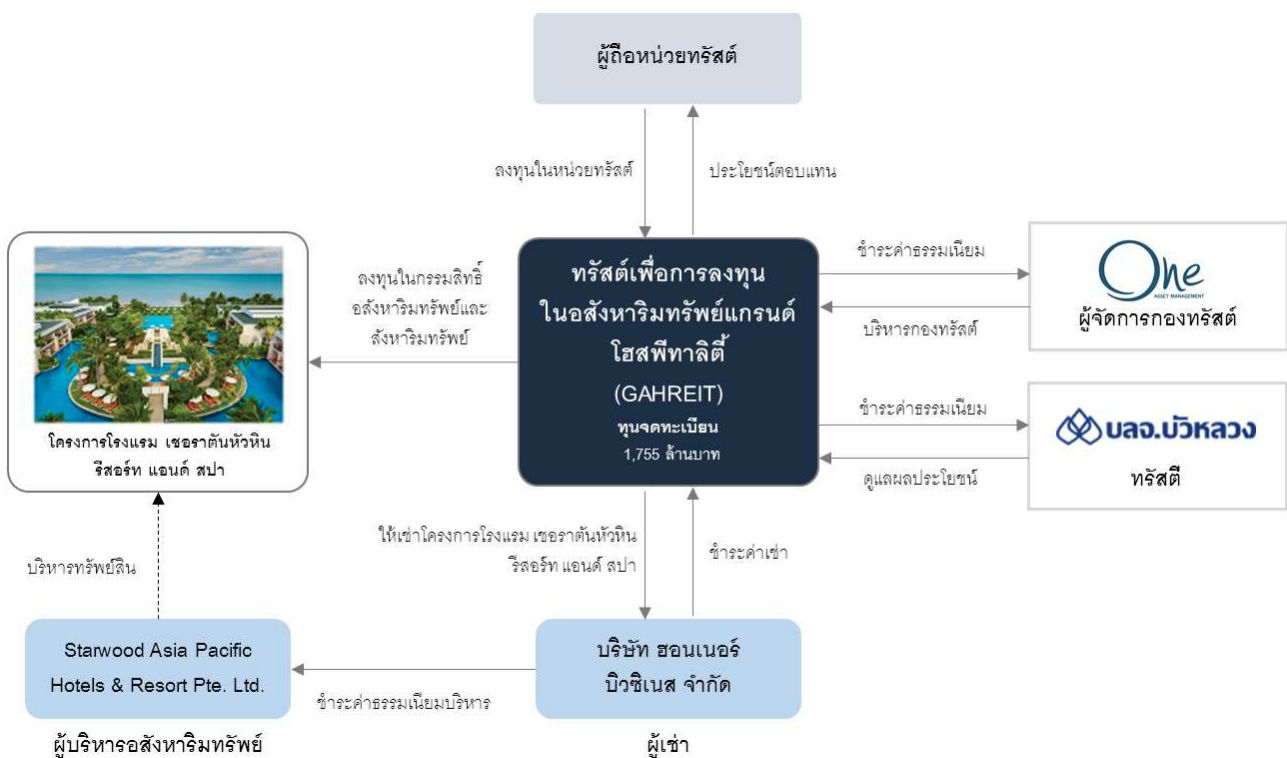 ผู้ถือหน่วยทรัสต์
ลงทุนในหน่วยทรัสต์
ประโยชน์ตอบแทน
โครงการโรงแรม เชอราตันหัวหิน
รีสอร์ท แอนด์ สปา
ลงทุนในกรรมสิทธิ์
อสังหาริมทรัพย์และ
สังหาริมทรัพย์
ทรัสต์เพื่อการลงทุน
ในอสังหาริมทรัพย์แกรนด์
โฮสพีทาลิตี้
(GAHREIT)
ทุนจดทะเบียน
1,755 ล้านบาท
ชำระค่าธรรมเนียม
บริหารกองทรัสต์
One
ASSET MANAGEMENT
ผู้จัดการกองทรัสต์
ชำระค่าธรรมเนียม
ดูแลผลประโยชน์
บลจ.บัวหลวง
ทรัสตี
บริหารทรัพย์สิน
ให้เช่าโครงการโรงแรม เชอราตันหัวหิน
รีสอร์ท แอนด์ สปา
ชำระค่าเช่า
Starwood Asia Pacific
Hotels & Resort Pte. Ltd.
ชำระค่าธรรมเนียมบริหาร
บริษัท ฮอนเนอร์
บิวซิเนส จำกัด
ผู้บริหารอสังหาริมทรัพย์
ผู้เช่า